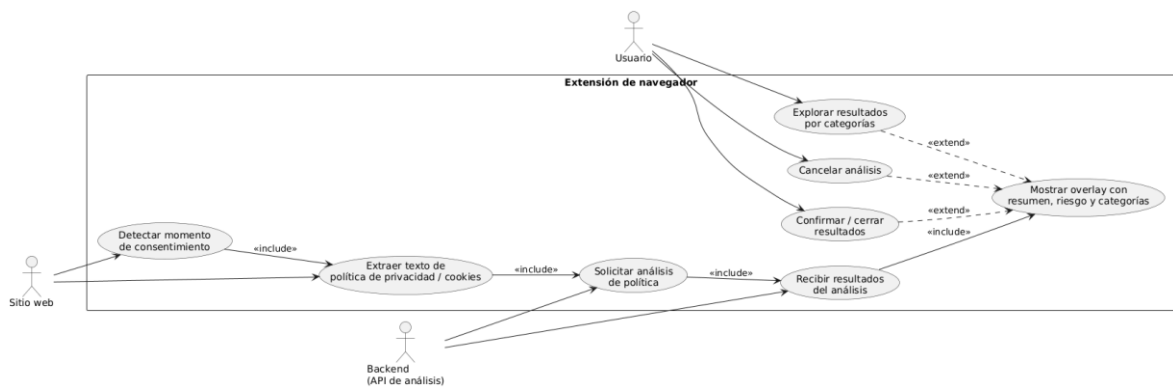 Usuario
Extensión de navegador
Explorar resultados
por categorías
«extend»
Cancelar análisis
«extend»
Mostrar overlay con
resumen, riesgo y categorías
Confirmar / cerrar
resultados
«extend»
«include»
Detectar momento
de consentimiento
«include»
Extraer texto de
política de privacidad / cookies
«include»
Solicitar análisis
de política
«include»
Recibir resultados
del análisis
Sitio web
Backend
(API de análisis)